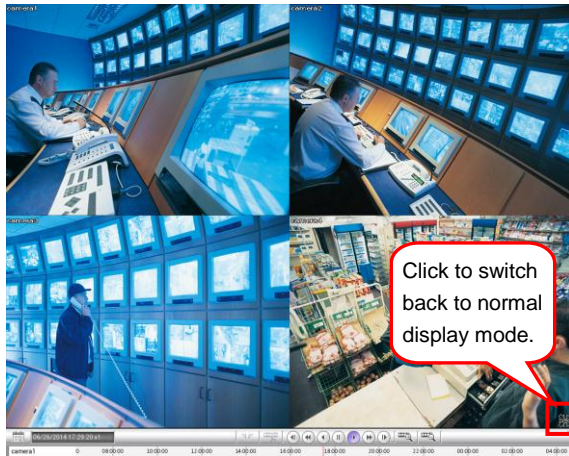 camera1
camera2
camera3
camera4
Click to switch
back to normal
display mode.
06/26/2014 17:29:20 x1
camera1 0 08:00:00 10:00:00 12:00:00 14:00:00 16:00:00 18:00:00 20:00:00 22:00:00 00:00 02:00:00 04:00:00